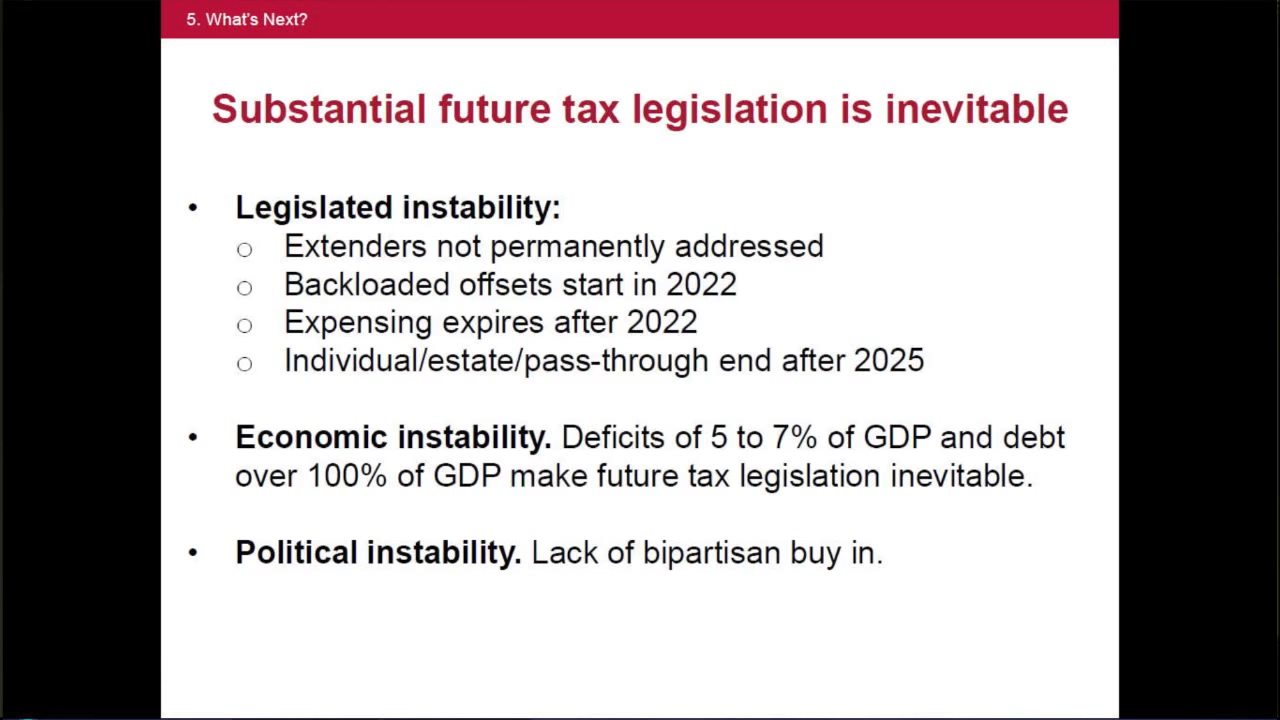 5. What's Next?
Substantial future tax legislation is inevitable
• Legislated instability:
○ Extenders not permanently addressed
○ Backloaded offsets start in 2022
○ Expensing expires after 2022
○ Individual/estate/pass-through end after 2025
• Economic instability. Deficits of 5 to 7% of GDP and debt
over 100% of GDP make future tax legislation inevitable.
• Political instability. Lack of bipartisan buy in.